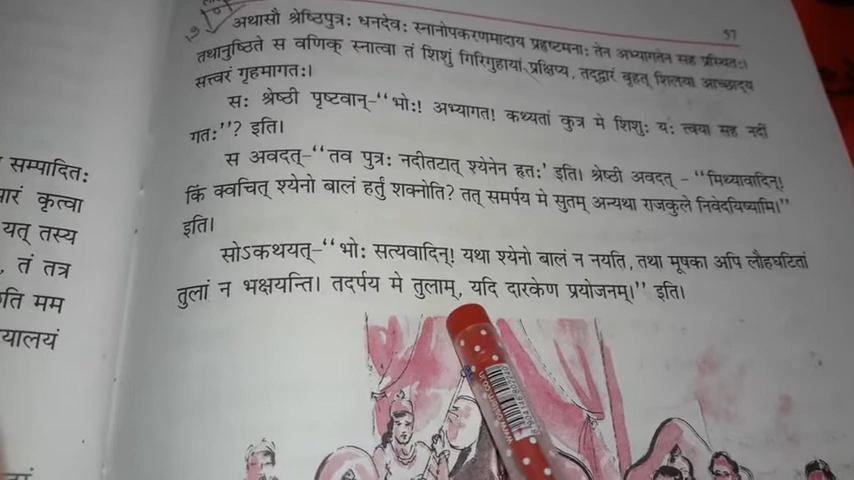 57
अथासौ श्रेष्ठिपुत्रः धनदेवः स्नानोपकरणमादाय प्रहृष्टमनाः तेन अभ्यागतेन सह प्रस्थितः।
तथानुष्ठिते स वणिक् स्नात्वा तं शिशुं गिरिगुहायां प्रक्षिप्य, तद्द्वारं बृहत् शिलया आच्छाद्य
सत्त्वरं गृहमागतः।
सः श्रेष्ठी पृष्टवान्-“भोः! अभ्यागत! कथ्यतां कुत्र मे शिशुः यः त्वया सह नदीं
गतः”? इति।
स अवदत्-“तव पुत्रः नदीतटात् श्येनेन हृतः' इति। श्रेष्ठी अवदत् - “मिथ्यावादिन्!
किं क्वचित् श्येनो बालं हर्तुं शक्नोति? तत् समर्पय मे सुतम् अन्यथा राजकुले निवेदयिष्यामि।”
इति।
सोऽकथयत्-“भोः सत्यवादिन्! यथा श्येनो बालं न नयति, तथा मूषका अपि लौहघटितां
तुलां न भक्षयन्ति। तदर्पय मे तुलाम्, यदि दारकेण प्रयोजनम्।” इति।
सम्पादितः
कृत्वा
यत् तस्य
तं तत्र
मम